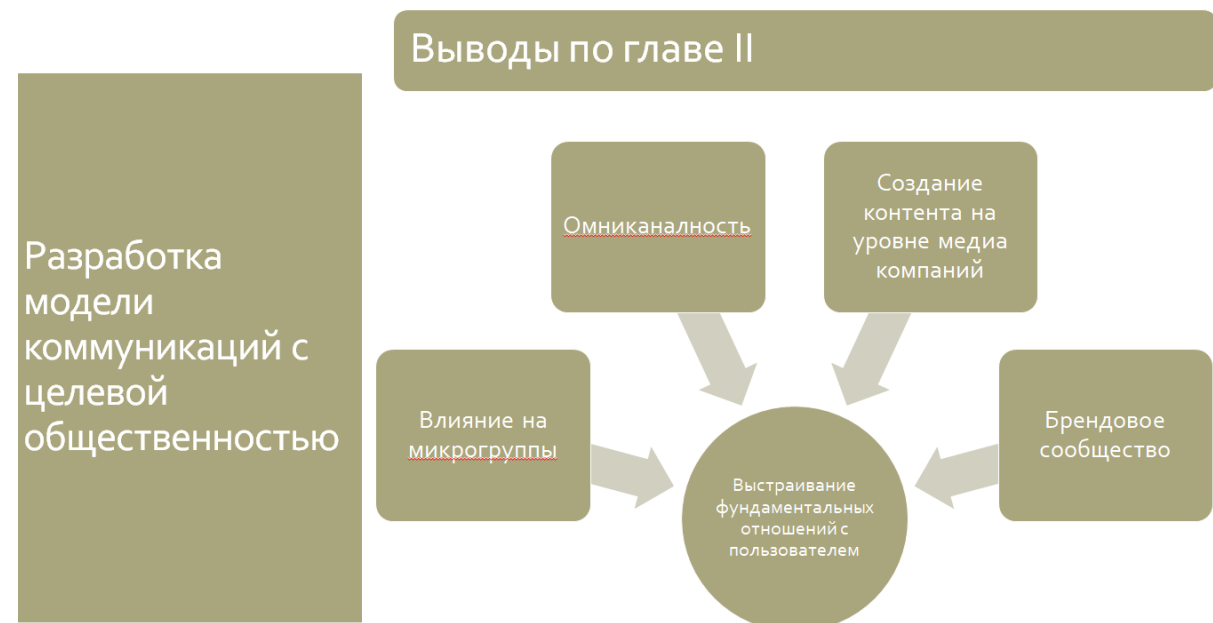 Выводы по главе II
Разработка
модели
коммуникаций с
целевой
общественностью
Омниканалность
Создание
контента на
уровне медиа
компаний
Влияние на
микрогруппы
Брендовое
сообщество
Выстраивание
фундаментальных
отношений с
пользователем